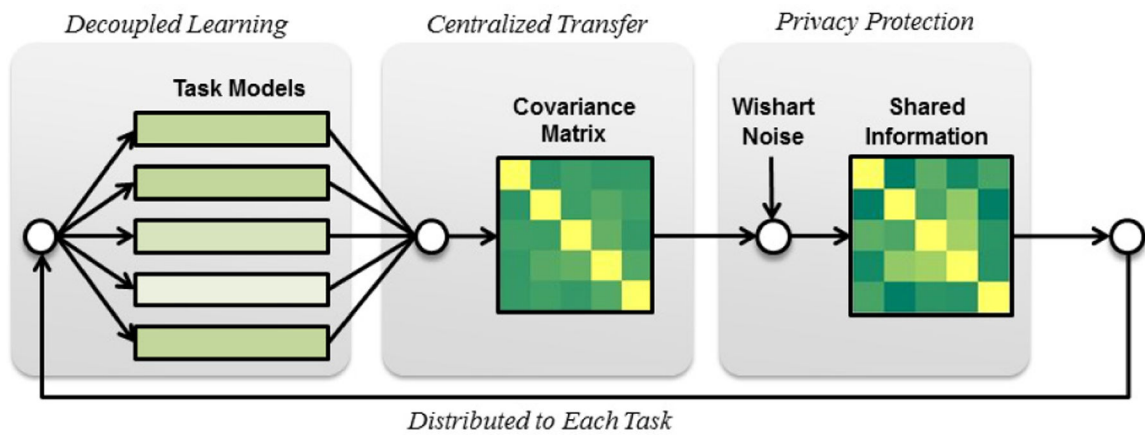 Decoupled Learning
Centralized Transfer
Privacy Protection
Task Models
Covariance
Matrix
Wishart
Noise
Shared
Information
Distributed to Each Task